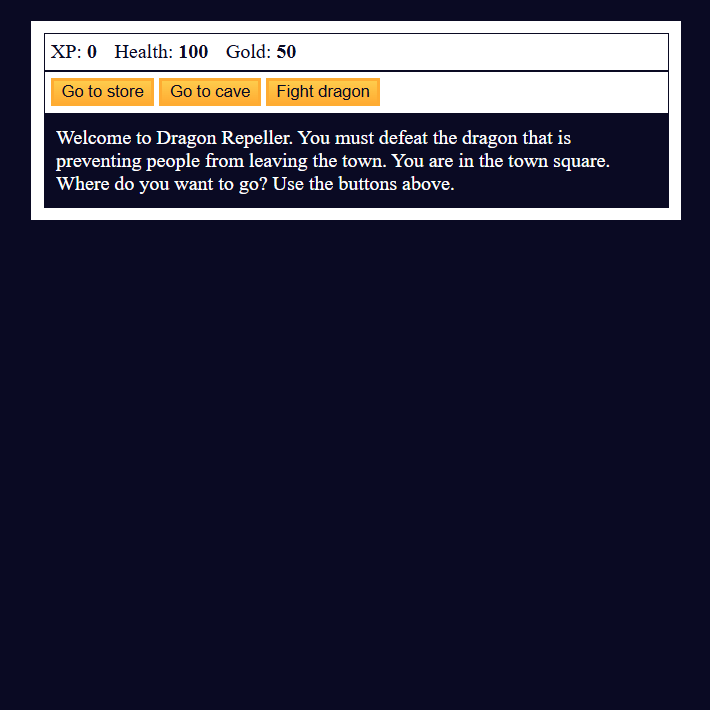 XP: 0 Health: 100 Gold: 50
Go to store Go to cave Fight dragon
Welcome to Dragon Repeller. You must defeat the dragon that is
preventing people from leaving the town. You are in the town square.
Where do you want to go? Use the buttons above.